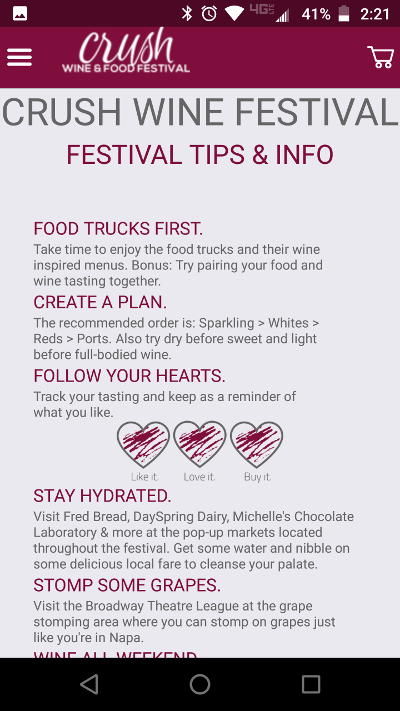 4G LTE 41% 2:21
crush
WINE & FOOD FESTIVAL
CRUSH WINE FESTIVAL
FESTIVAL TIPS & INFO
FOOD TRUCKS FIRST.
Take time to enjoy the food trucks and their wine
inspired menus. Bonus: Try pairing your food and
wine tasting together.
CREATE A PLAN.
The recommended order is: Sparkling > Whites >
Reds > Ports. Also try dry before sweet and light
before full-bodied wine.
FOLLOW YOUR HEARTS.
Track your tasting and keep as a reminder of
what you like.
Like it. Love it. Buy it.
STAY HYDRATED.
Visit Fred Bread, DaySpring Dairy, Michelle's Chocolate
Laboratory & more at the pop-up markets located
throughout the festival. Get some water and nibble on
some delicious local fare to cleanse your palate.
STOMP SOME GRAPES.
Visit the Broadway Theatre League at the grape
stomping area where you can stomp on grapes just
like you're in Napa.
WINE ALL WEEKEND